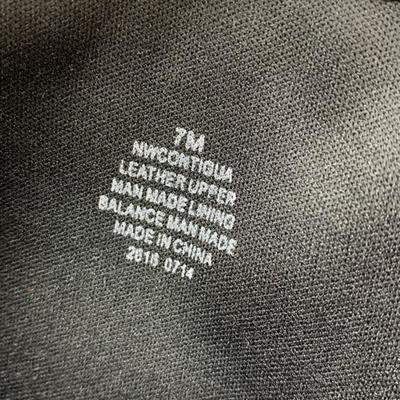 7M
NWCONTIGUA
LEATHER UPPER
MAN MADE LINING
BALANCE MAN MADE
MADE IN CHINA
2018 0714